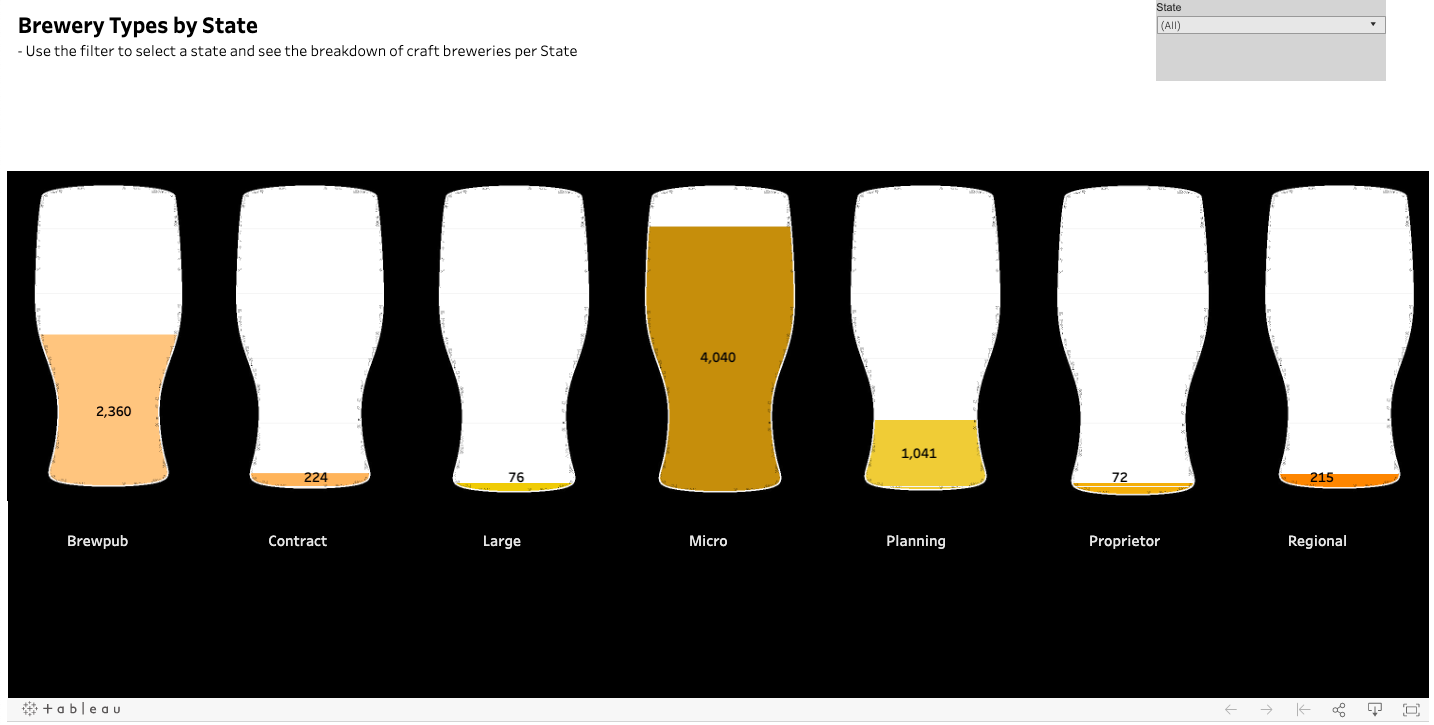 Brewery Types by State
- Use the filter to select a state and see the breakdown of craft breweries per State
State
(All)
2,360
224
76
4,040
1,041
72
215
Brewpub
Contract
Large
Micro
Planning
Proprietor
Regional
+ableau